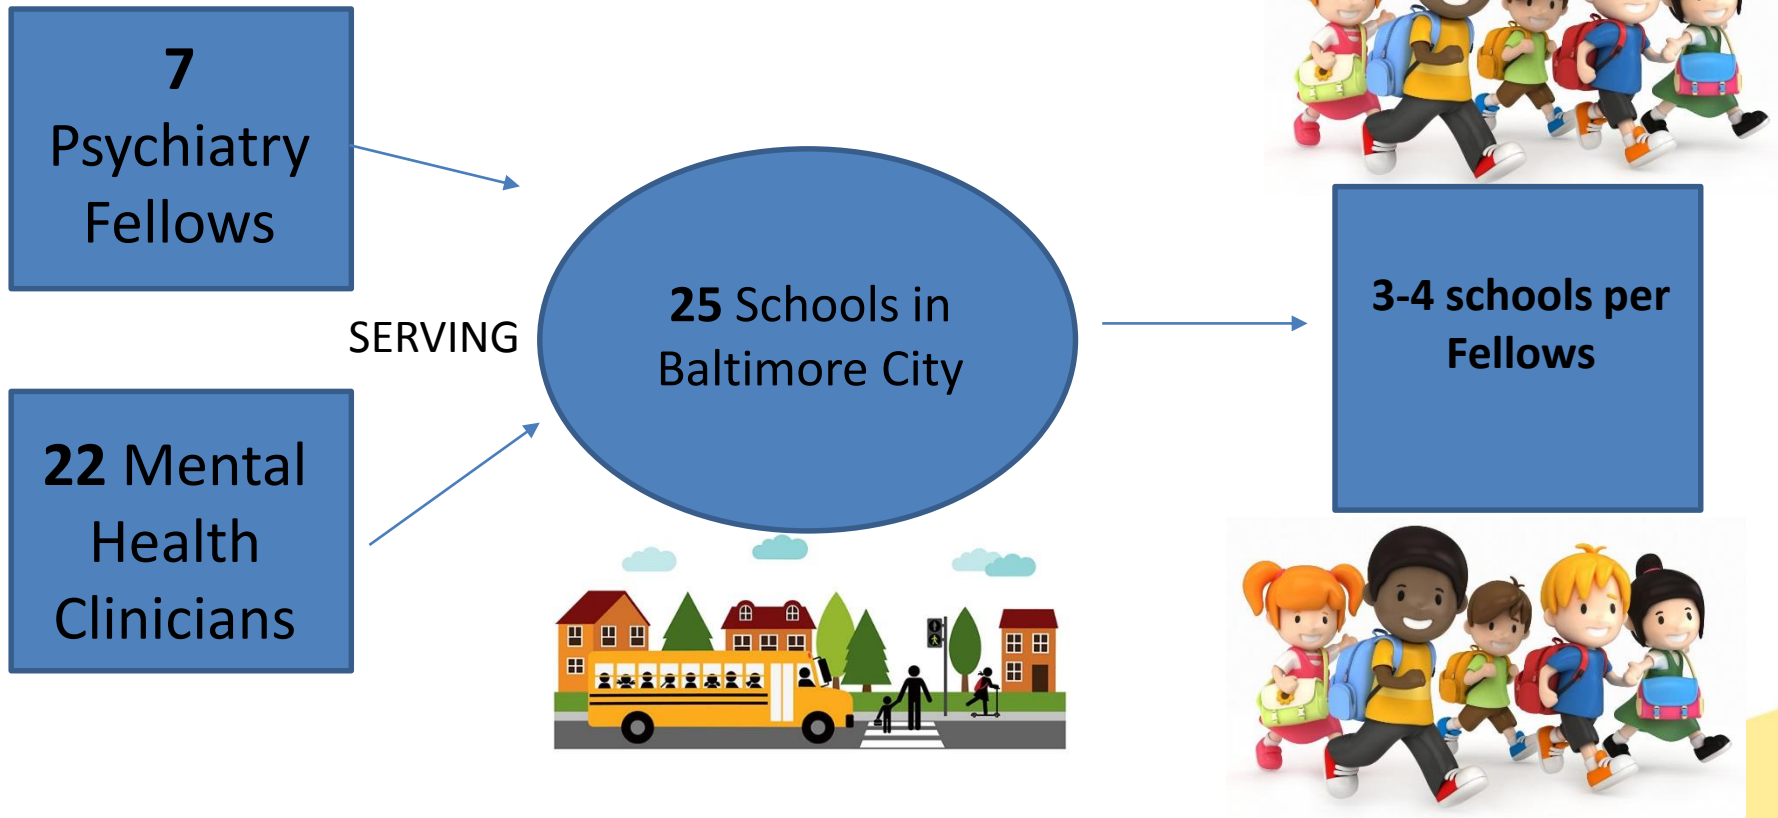 7
Psychiatry
Fellows
SERVING
22 Mental
Health
Clinicians
25 Schools in
Baltimore City
3-4 schools per
Fellows